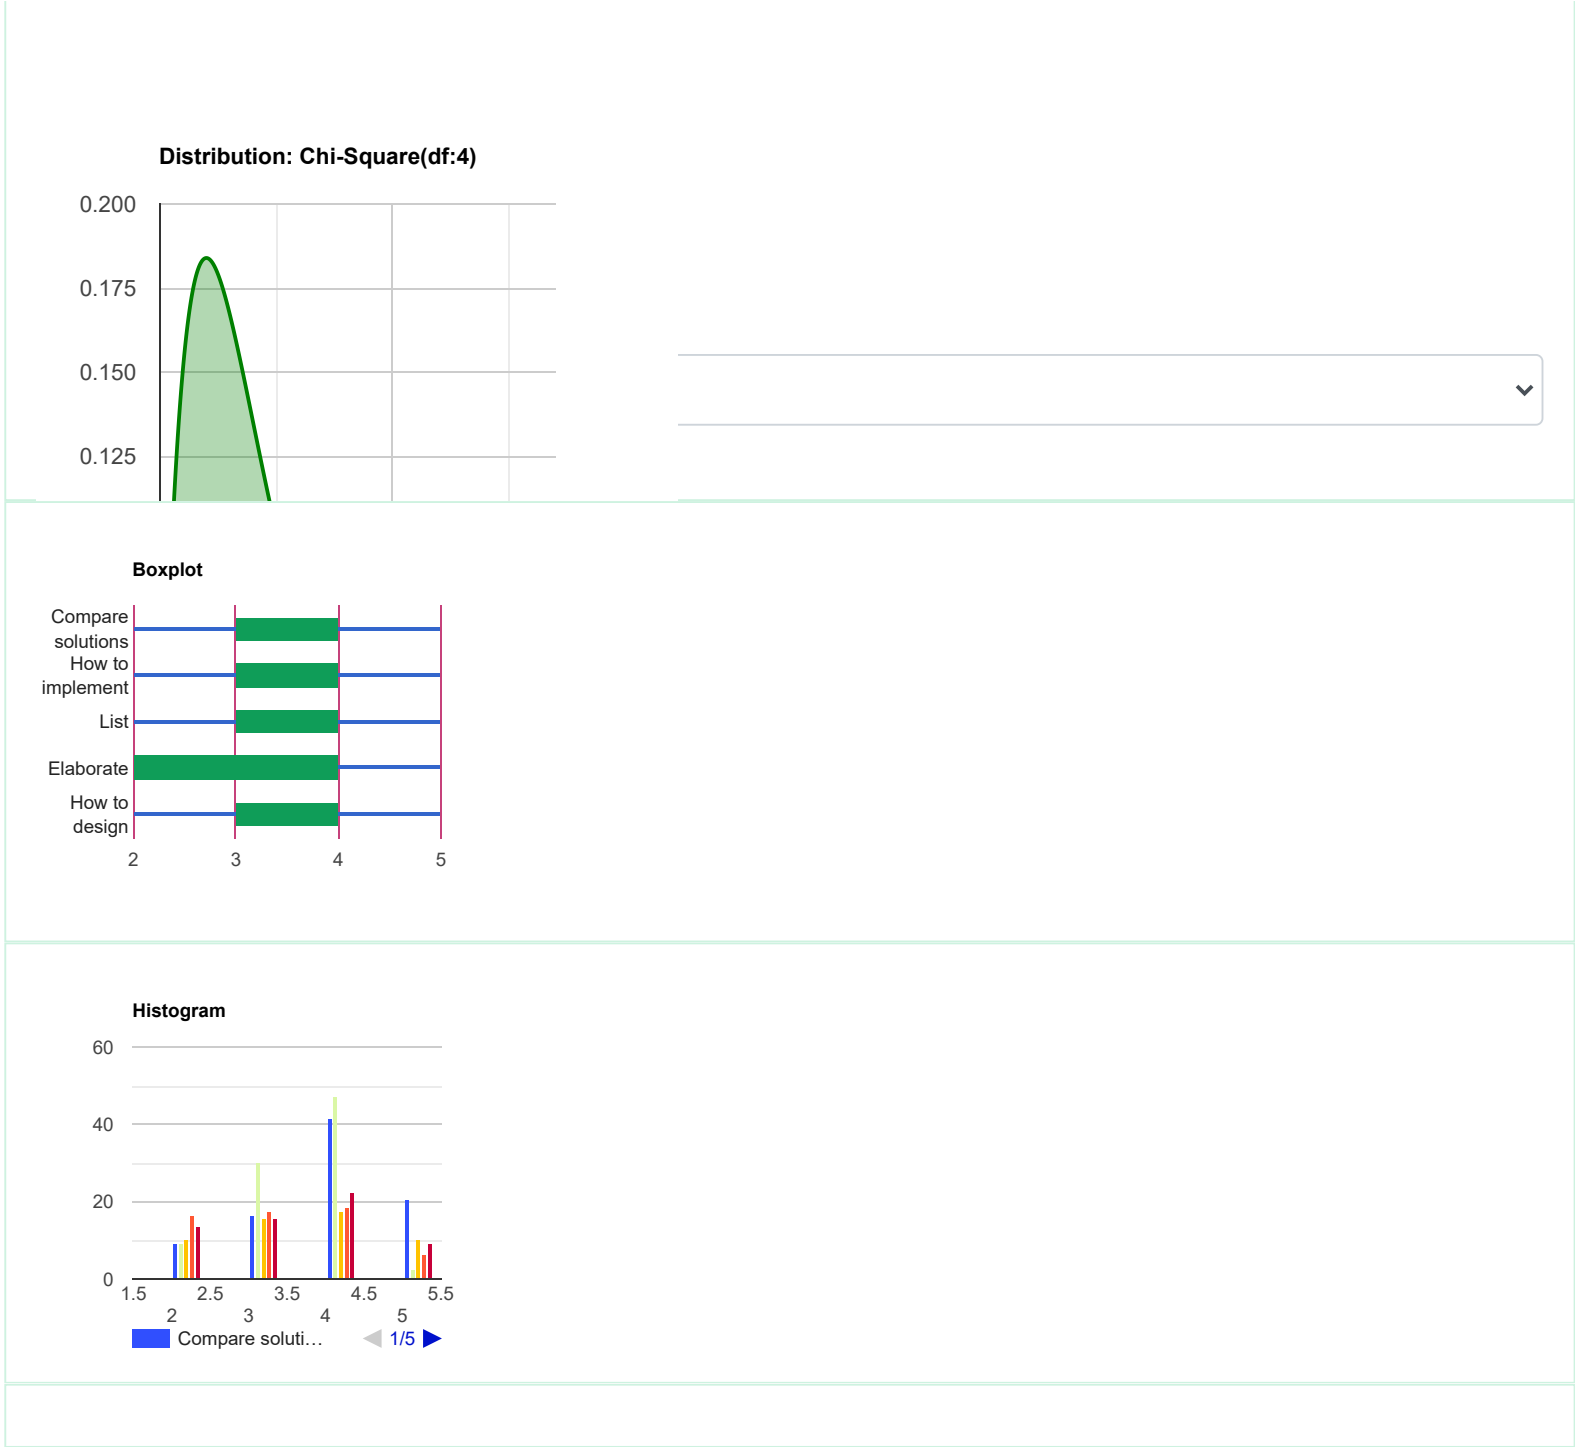 Distribution: Chi-Square(df:4)
0.200
0.175
0.150
0.125
Boxplot
Compare
solutions
How to
implement
List
Elaborate
How to
design
2 3 4 5
Histogram
60
40
20
0
1.5 2.5 3.5 4.5 5.5
2 3 4 5
Compare soluti… 1/5